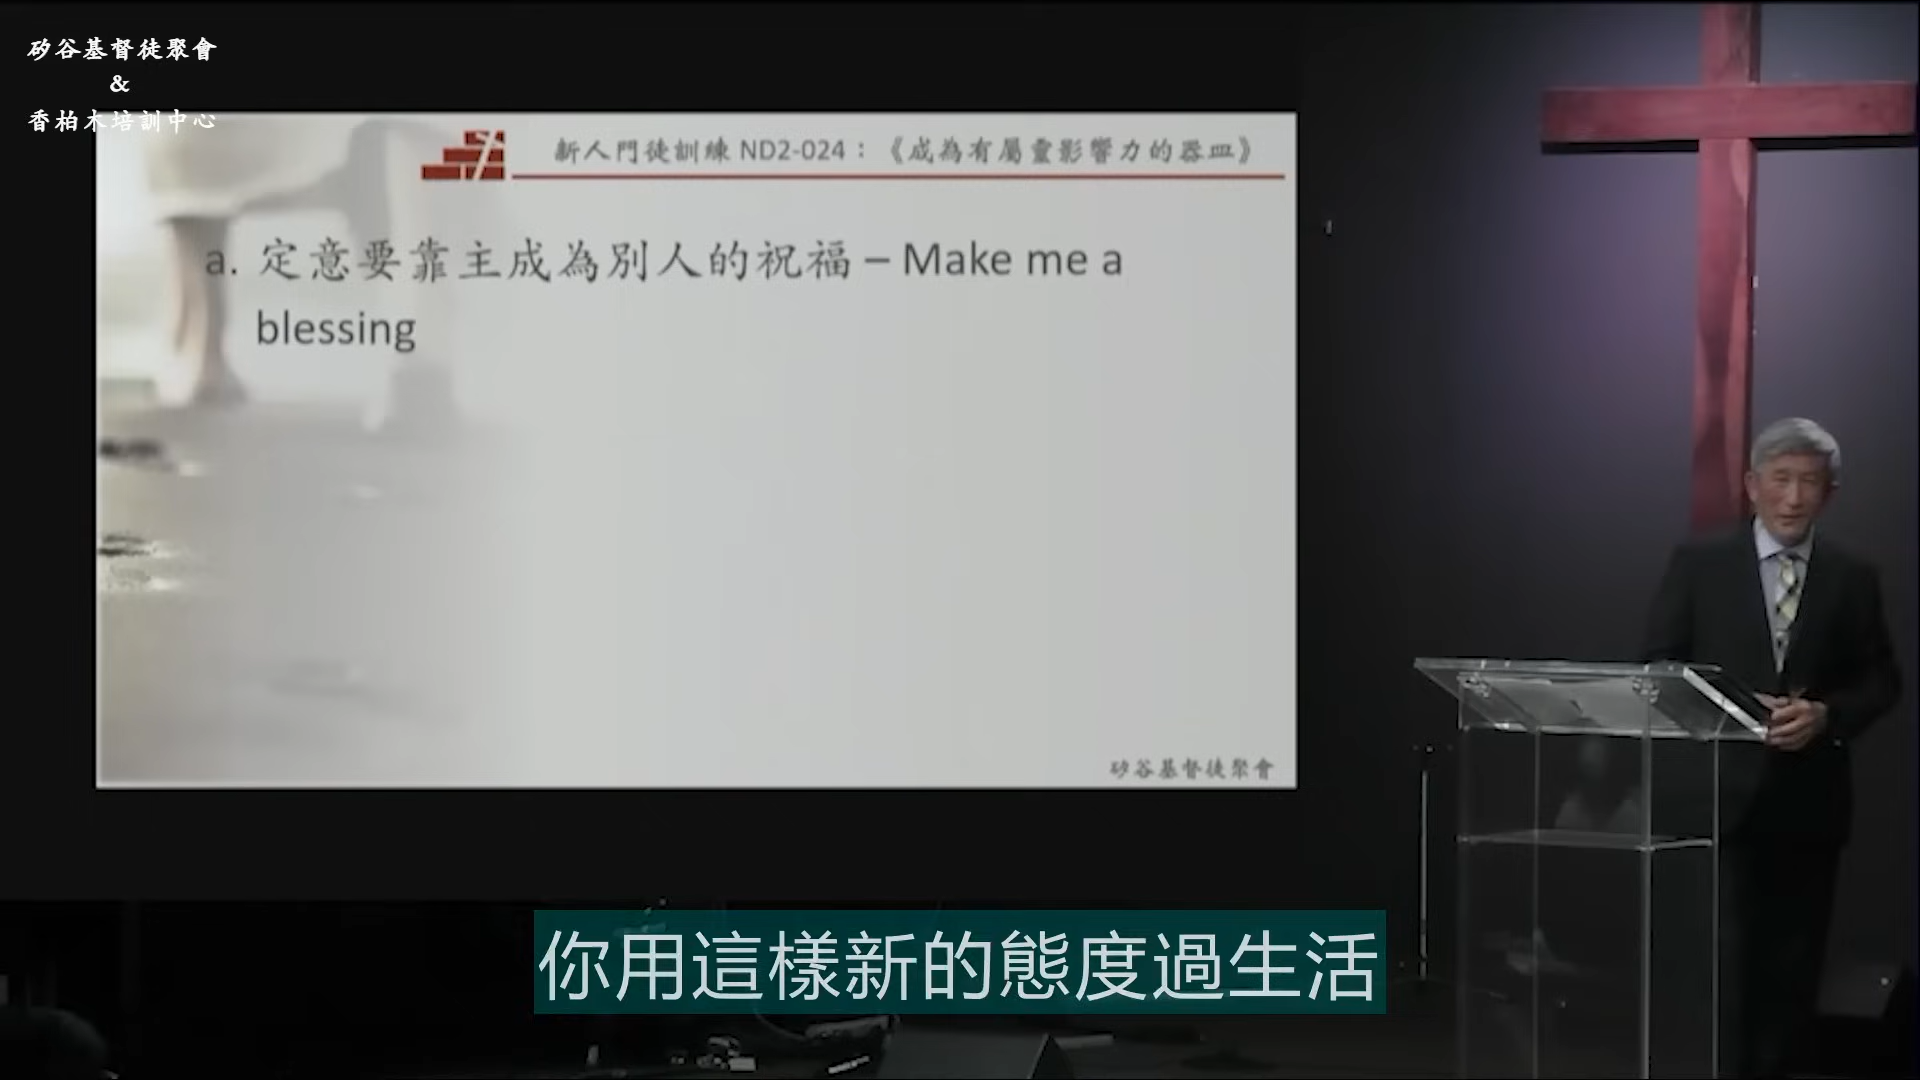 矽谷基督徒聚會
&
香柏木培訓中心
新人門徒訓練 ND2-024：《成為有屬靈影響力的器皿》
a. 定意要靠主成為別人的祝福 – Make me a
blessing
矽谷基督徒聚會
你用這樣新的態度過生活